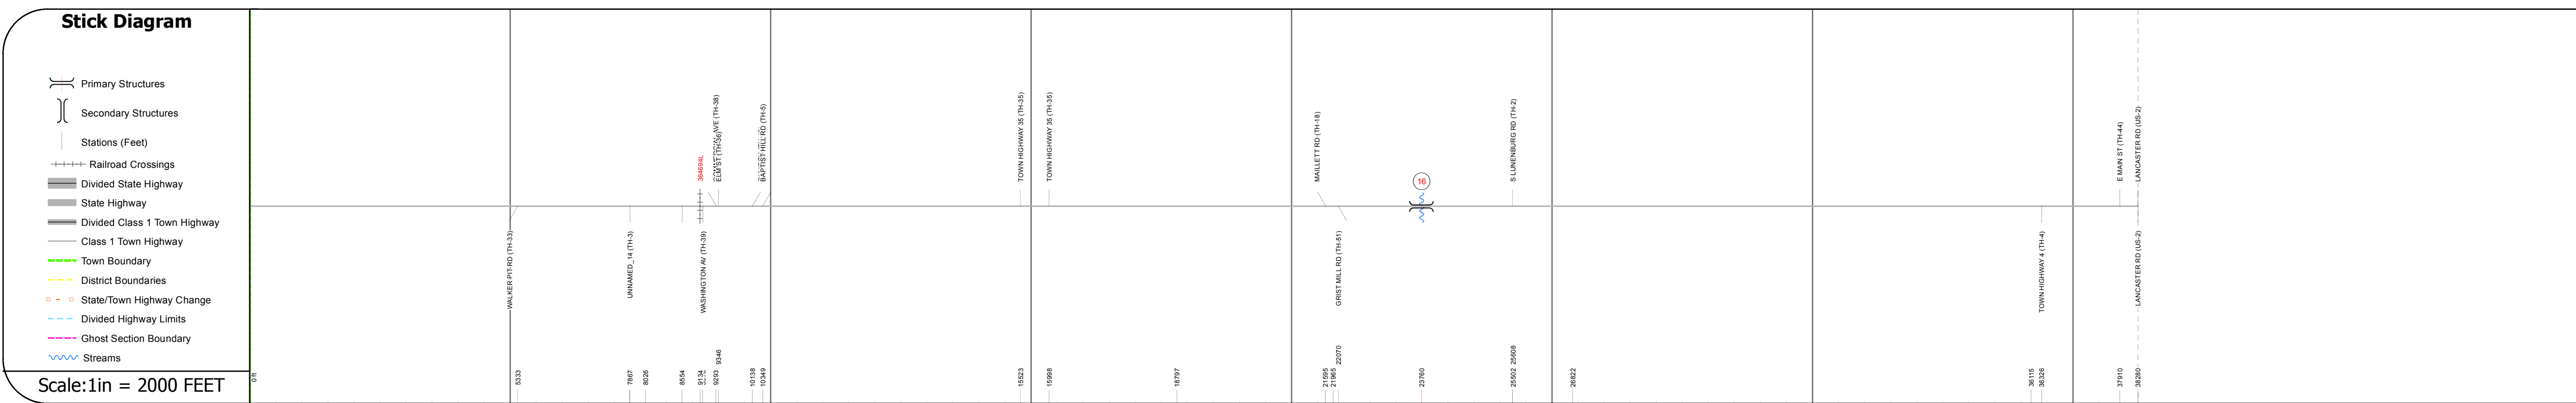 Stick Diagram
Primary Structures
Secondary Structures
Stations (Feet)
Railroad Crossings
Divided State Highway
State Highway
Divided Class 1 Town Highway
Class 1 Town Highway
Town Boundary
District Boundaries
State/Town Highway Change
Divided Highway Limits
Ghost Section Boundary
Streams
Scale:1in = 2000 FEET
364694L
AVE (TH-38)
ELM ST (TH-36)
BAPTIST HILL RD (TH-5)
TOWN HIGHWAY 35 (TH-35)
TOWN HIGHWAY 35 (TH-35)
MAILLETT RD (TH-18)
16
S LUNENBURG RD (TH-2)
E MAIN ST (TH-44)
LANCASTER RD (US-2)
WALKER PIT-RD (TH-33)
UNNAMED_14 (TH-3)
WASHINGTON AV (TH-39)
GRIST MILL RD (TH-51)
TOWN HIGHWAY 4 (TH-4)
LANCASTER RD (US-2)
0 ft
5333
7867
8026
8554
9134
9293
9346
10138
10349
15523
15998
18797
21595
21965
22070
23760
25502
25608
26822
36115
36326
37910
38280